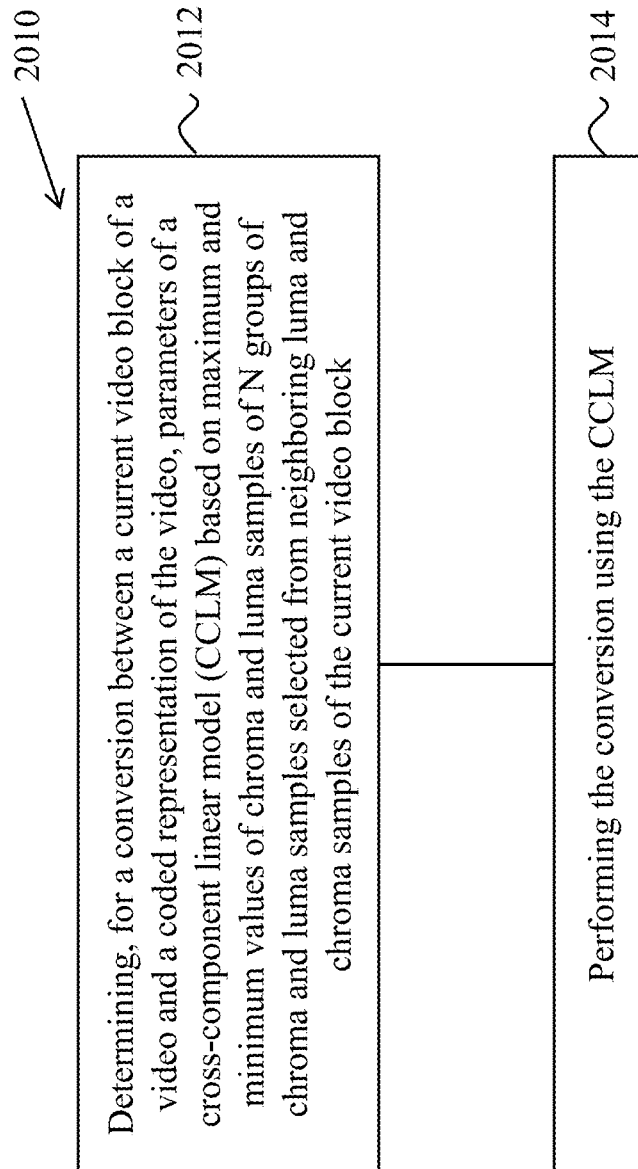 2010
Determining, for a conversion between a current video block of a
video and a coded representation of the video, parameters of a
cross-component linear model (CCLM) based on maximum and
minimum values of chroma and luma samples of N groups of
chroma and luma samples selected from neighboring luma and
chroma samples of the current video block
2012
Performing the conversion using the CCLM
2014